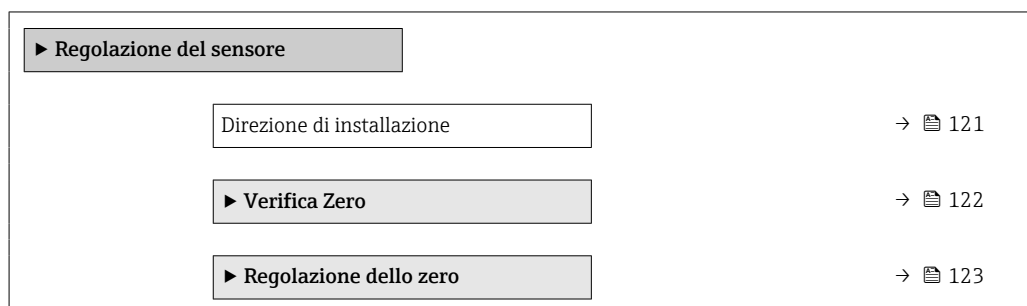 ▶ Regolazione del sensore
Direzione di installazione → 121
▶ Verifica Zero → 122
▶ Regolazione dello zero → 123